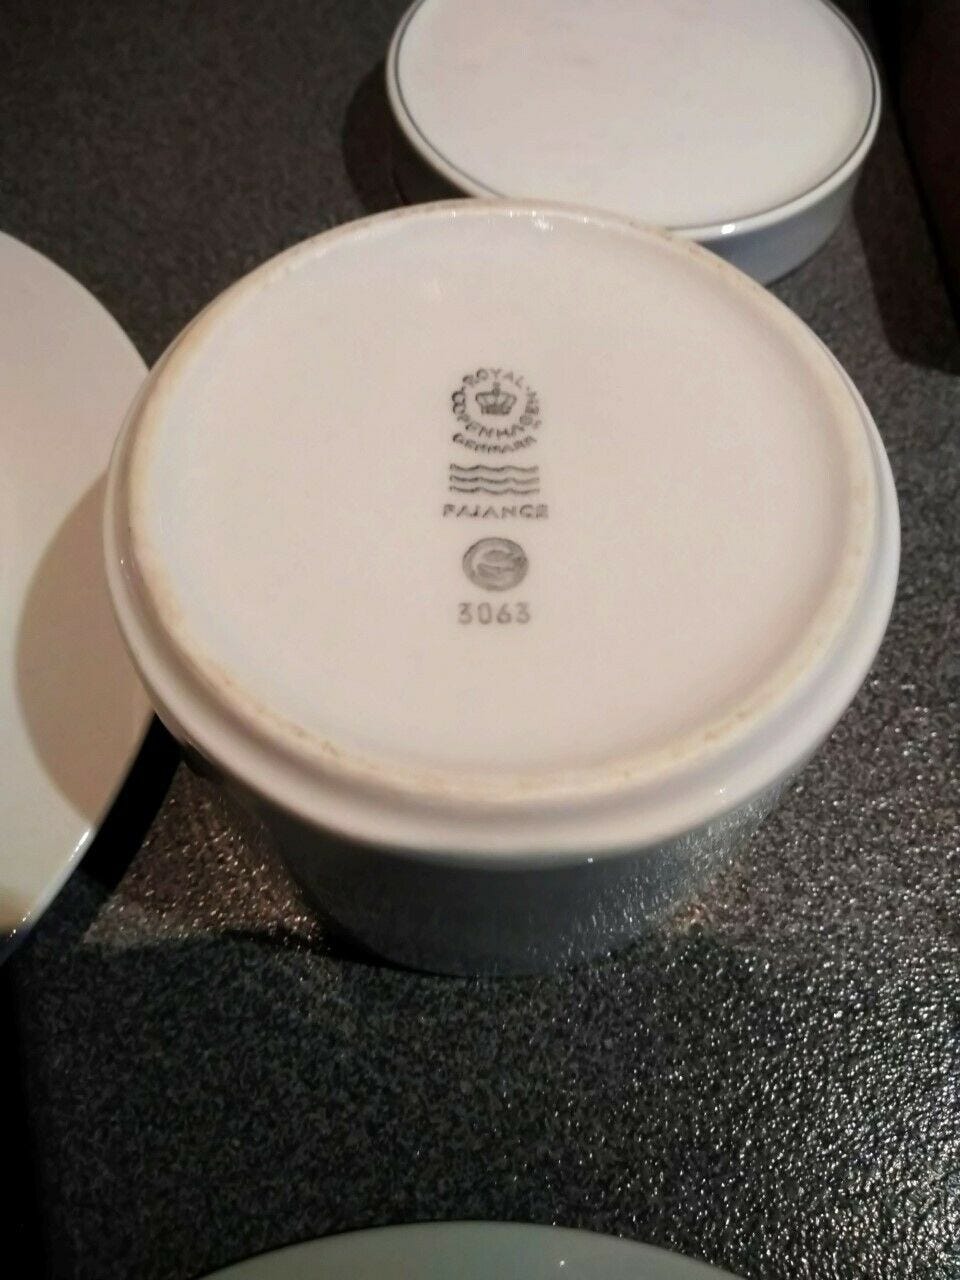 ROYAL
COPENHAGEN
DENMARK
FAJANCE
3063